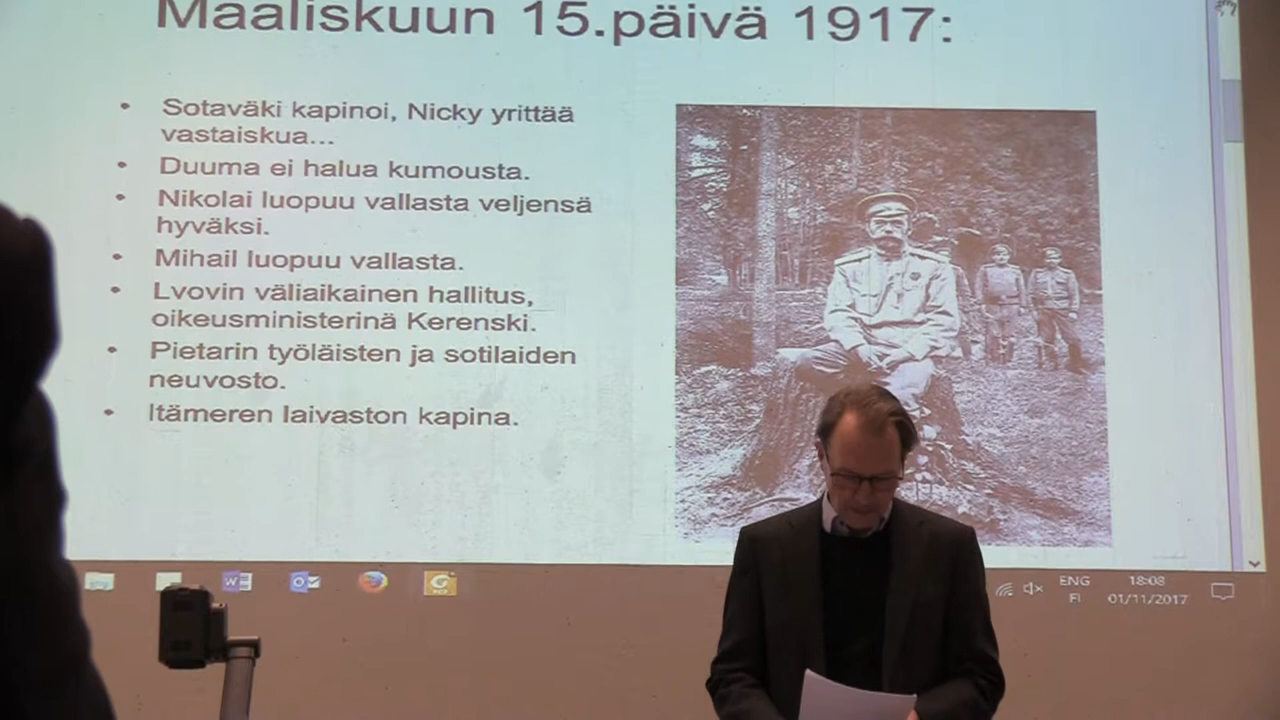 Maaliskuun 15.päivä 1917:
• Sotaväki kapinoi, Nicky yrittää
vastaiskua...
• Duuma ei halua kumousta.
• Nikolai luopuu vallasta veljensä
hyväksi.
• Mihail luopuu vallasta.
• Lvovin väliaikainen hallitus,
oikeusministerinä Kerenski.
• Pietarin työläisten ja sotilaiden
neuvosto.
• Itämeren laivaston kapina.
ENG
FI
18:08
01/11/2017